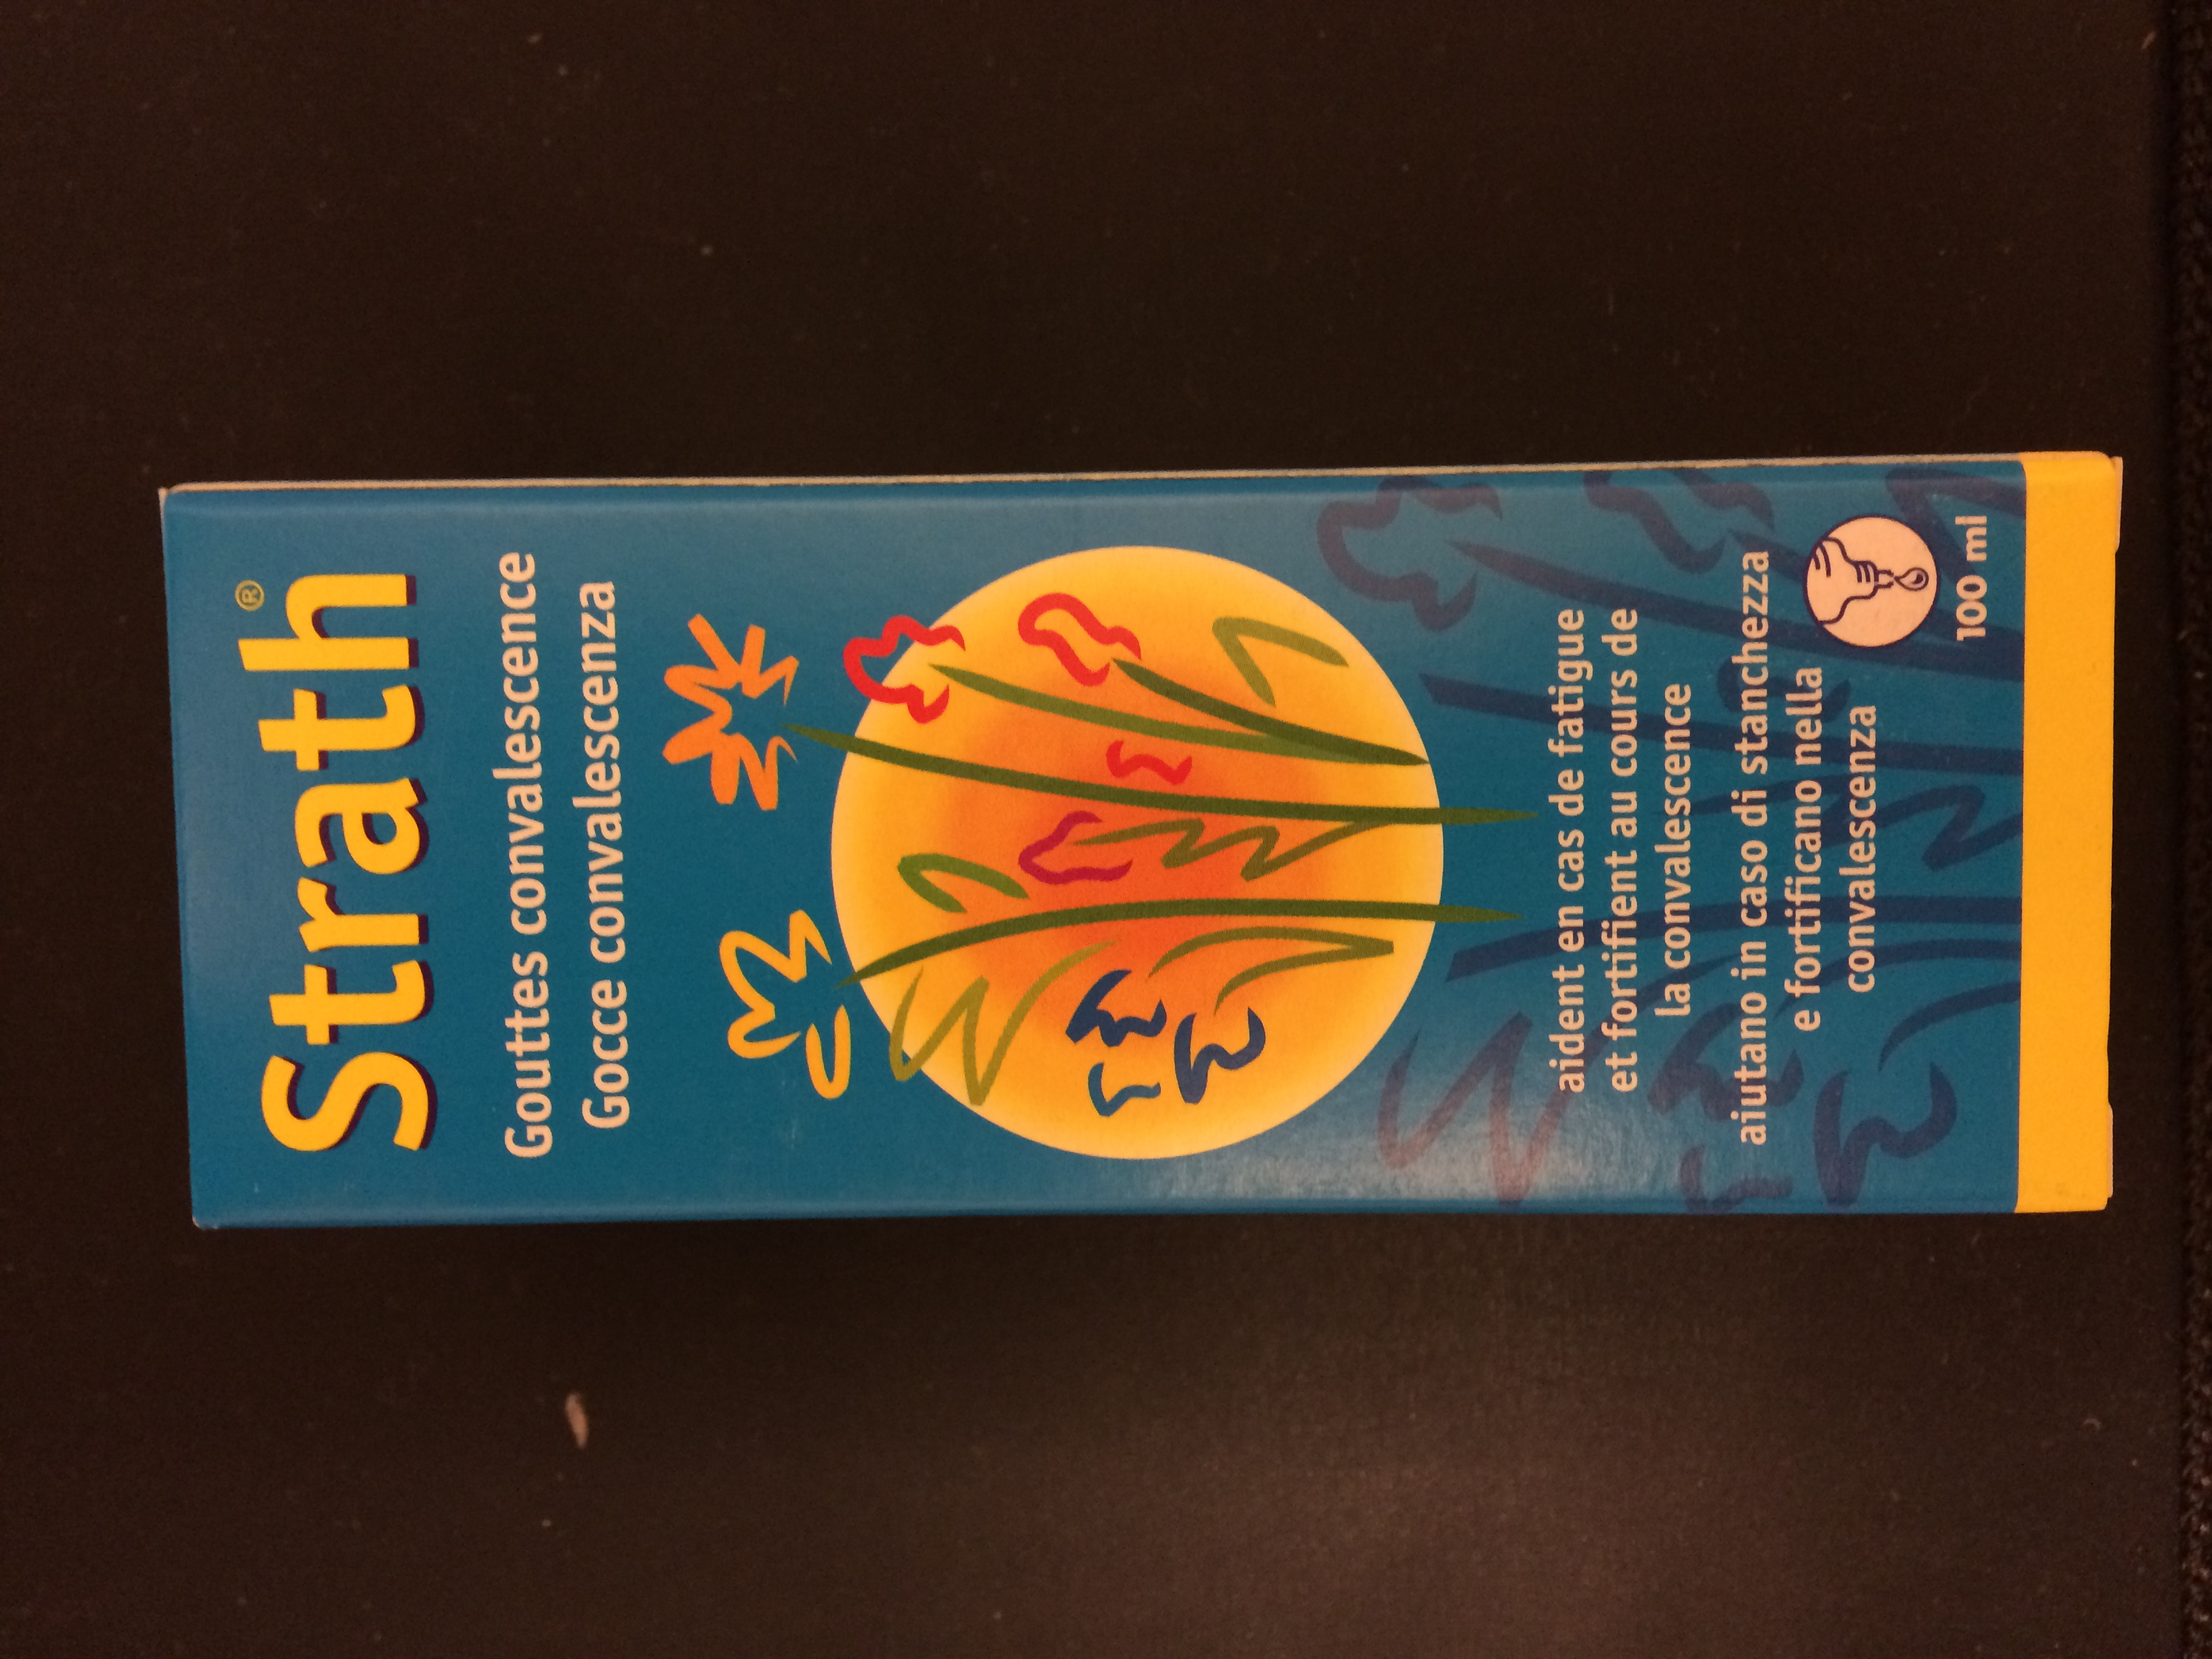 Strath®
Gouttes convalescence
Gocce convalescenza
aident en cas de fatigue
et fortifient au cours de
la convalescence
aiutano in caso di stanchezza
e fortificano nella
convalescenza
100 ml